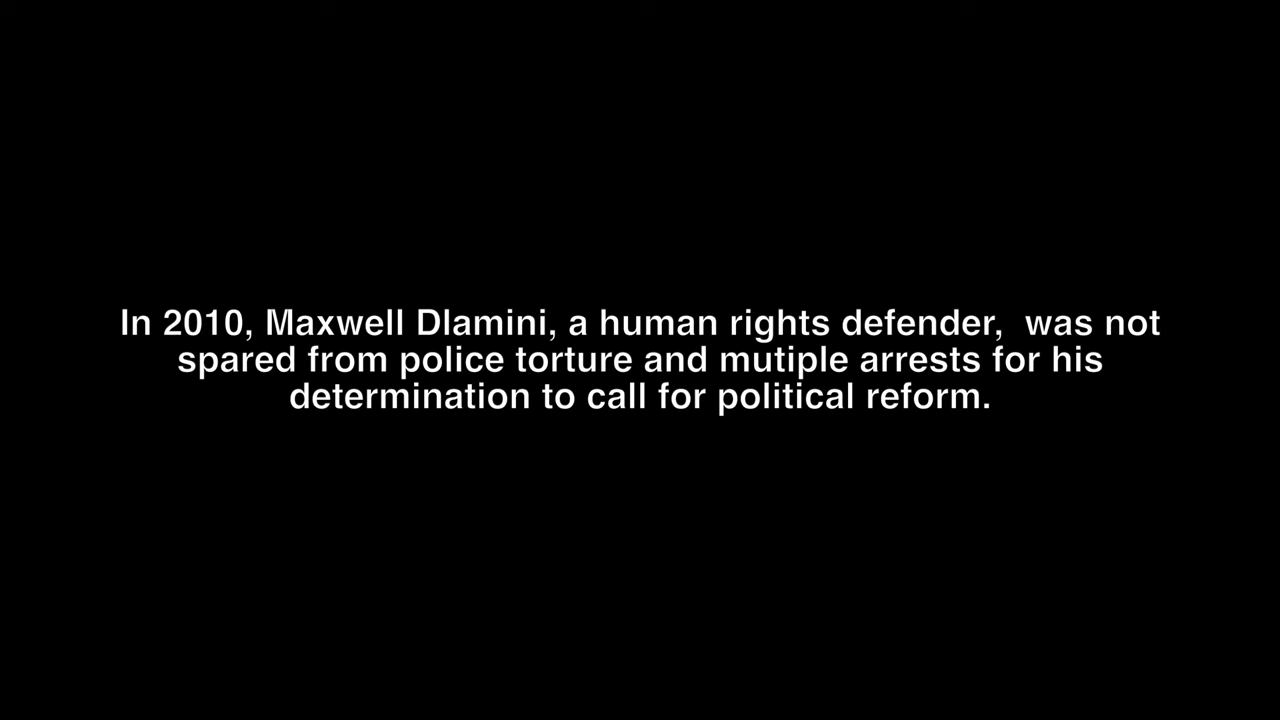 In 2010, Maxwell Dlamini, a human rights defender,  was not
spared from police torture and mutiple arrests for his
determination to call for political reform.